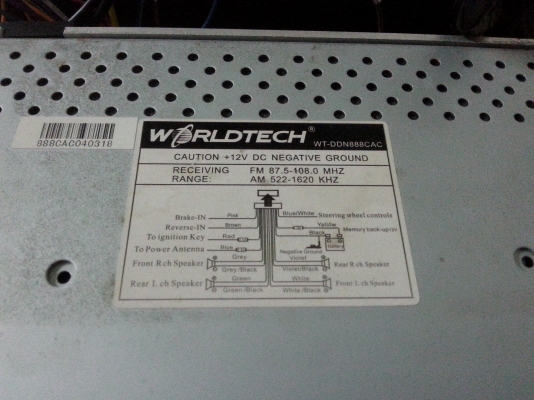 888CAC040318
WORLDTECH®
WT-DDN888CAC
CAUTION +12V DC NEGATIVE GROUND
RECEIVING RANGE:
FM 87.5-108.0 MHZ
AM 522-1620 KHZ
Brake-IN Pink
Reverse-IN Brown
To ignition Key Red
To Power Antenna Blue
Front R.ch Speaker Grey
Grey/Black
Rear L.ch Speaker Green
Green/Black
Blue/White Steering wheel controls
Yellow
Memory back-up12V
Black
Negative Ground
Violet
Rear R.ch Speaker
Violet/Black
White
Front L.ch Speaker
White/Black